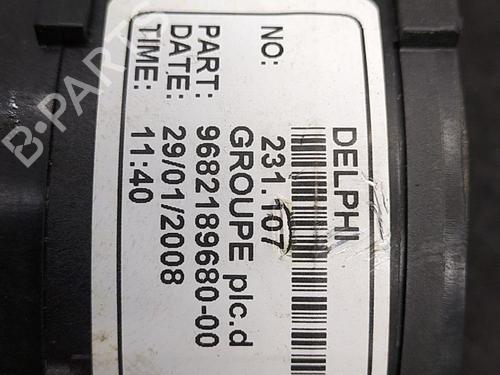 DELPHI
NO: 231.107
GROUPE plc.d
PART: 9682189680-00
DATE: 29/01/2008
TIME: 11:40
B-PARTS